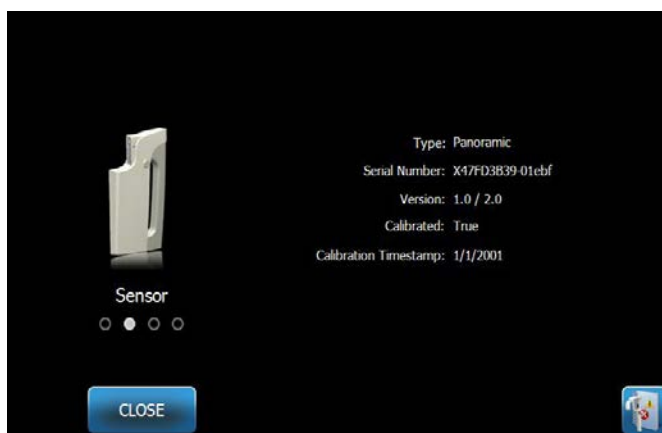 Type: Panoramic
Serial Number: X47FD3B39-01ebf
Version: 1.0 / 2.0
Calibrated: True
Calibration Timestamp: 1/1/2001
Sensor
CLOSE